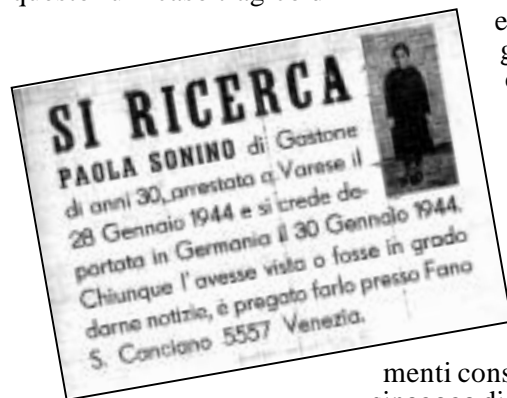 SI RICERCA
PAOLA SONINO di Gastone
di anni 30, arrestata a Varese il
28 Gennaio 1944 e si crede de-
portata in Germania il 30 Gennaio 1944.
Chiunque l'avesse vista o fosse in grado
darne notizie, è pregato farlo presso Fano
S. Canciano 5557 Venezia.
menti cons